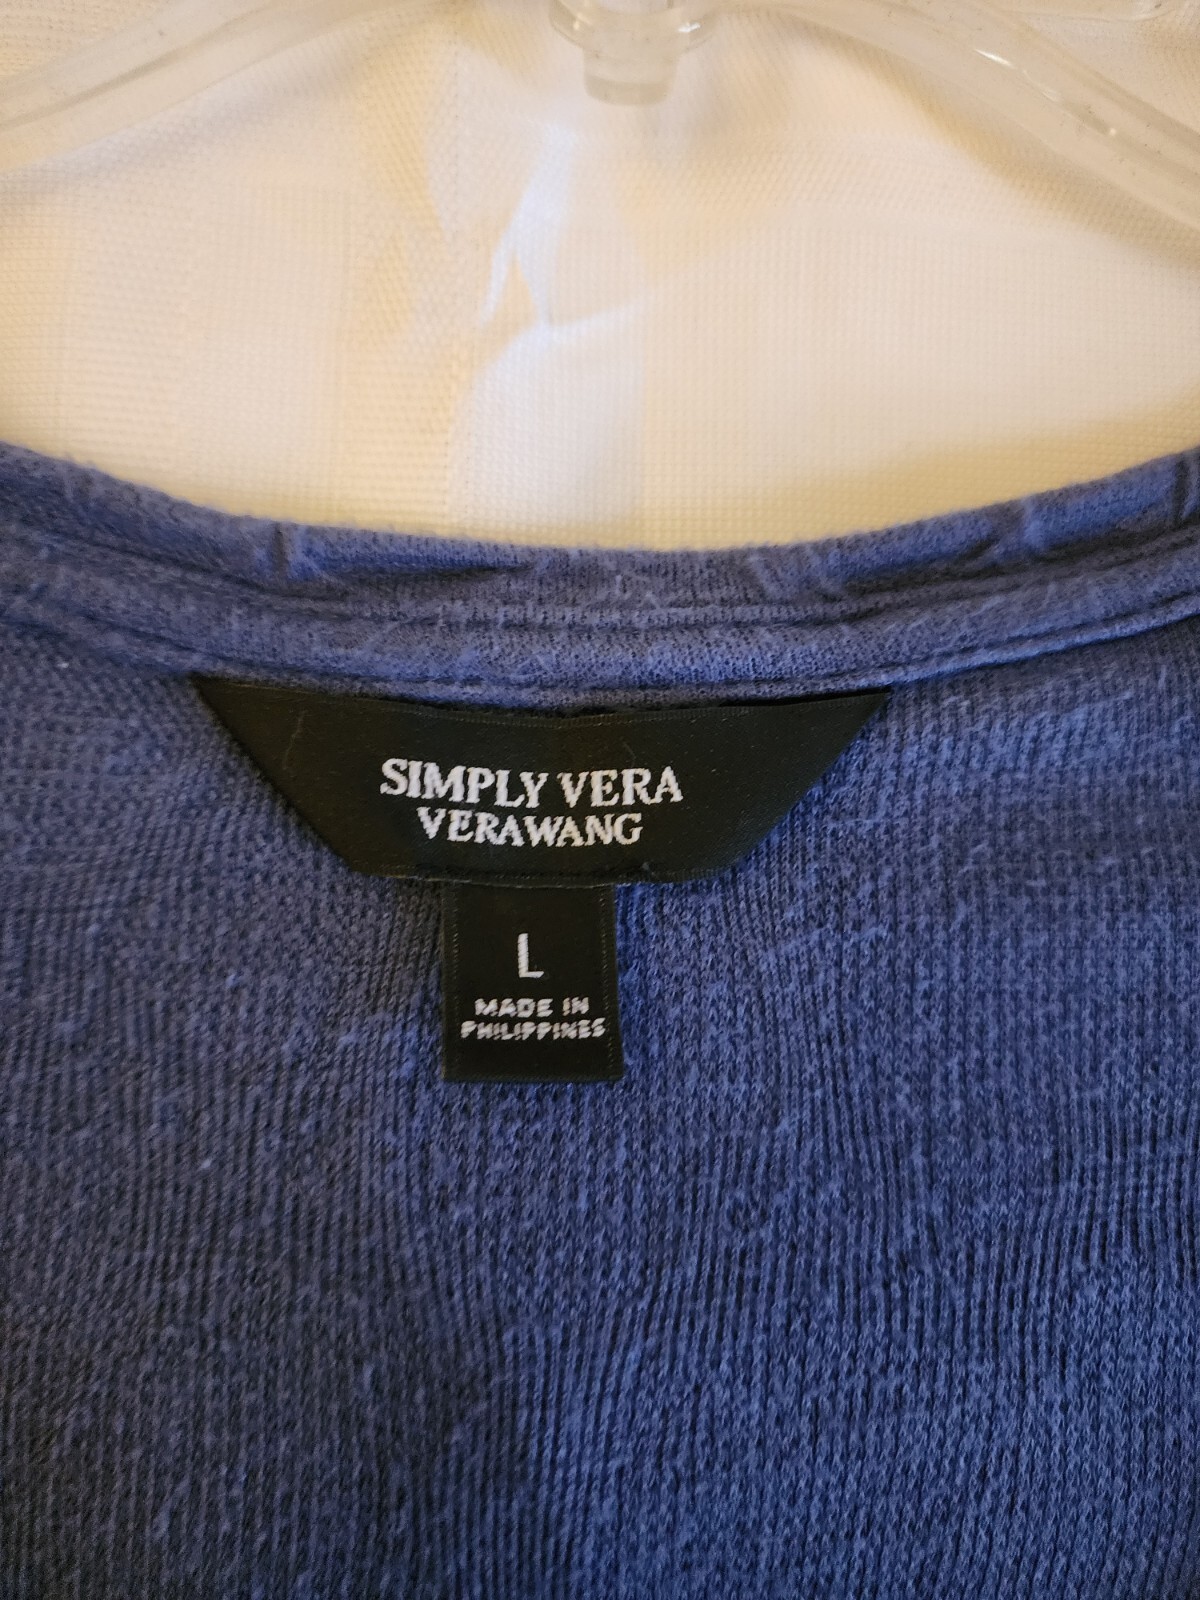 SIMPLY VERA
VERAWANG
L
MADE IN
PHILIPPINES